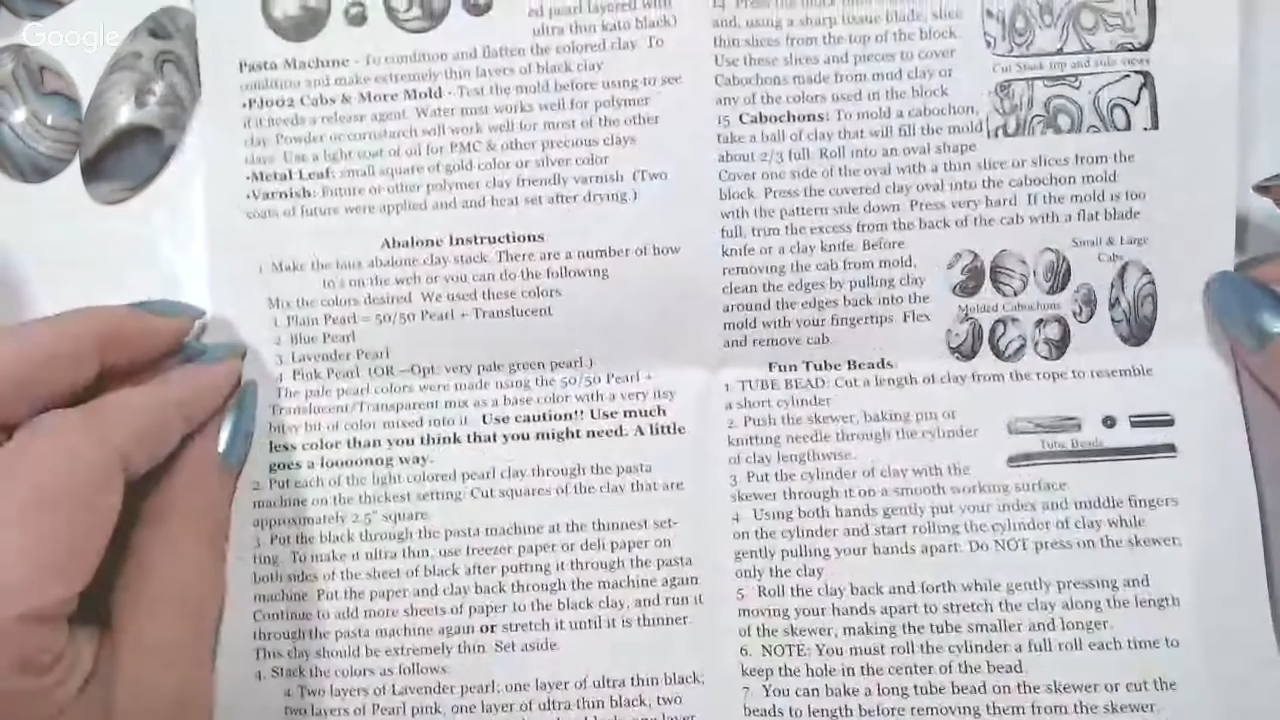 Google
ed pearl layered with
ultra thin kato black)
Pasta Machine - To condition and flatten the colored clay. To
condition and make extremely thin layers of black clay
•PJ002 Cabs & More Mold - Test the mold before using to see
if it needs a release agent. Water mist works well for polymer
clay. Powder or cornstarch will work well for most of the other
clays. Use a light coat of oil for PMC & other precious clays
•Metal Leaf: small square of gold color or silver color
•Varnish: Future or other polymer clay friendly varnish. (Two
coats of future were applied and and heat set after drying.)
Abalone Instructions
1. Make the faux abalone clay stack. There are a number of how
to's on the web or you can do the following
Mix the colors desired. We used these colors
1. Plain Pearl = 50/50 Pearl + Translucent
2. Blue Pearl
3. Lavender Pearl
4. Pink Pearl (OR —Opt: very pale green pearl.)
The pale pearl colors were made using the 50/50 Pearl +
Translucent/Transparent mix as a base color with a very itsy
bitsy bit of color mixed into it. Use caution!! Use much
less color than you think that you might need. A little
goes a looooong way.
2. Put each of the light colored pearl clay through the pasta
machine on the thickest setting. Cut squares of the clay that are
approximately 2.5" square.
3. Put the black through the pasta machine at the thinnest set-
ting. To make it ultra thin, use freezer paper or deli paper on
both sides of the sheet of black after putting it through the pasta
machine. Put the paper and clay back through the machine again
Continue to add more sheets of paper to the black clay, and run it
through the pasta machine again or stretch it until it is thinner.
This clay should be extremely thin. Set aside.
4. Stack the colors as follows:
a. Two layers of Lavender pearl; one layer of ultra thin black;
two layers of Pearl pink, one layer of ultra thin black, two
and, using a sharp tissue blade, slice
thin slices from the top of the block.
Use these slices and pieces to cover
Cabochons made from mud clay or
any of the colors used in the block
Cut Stack top and side views
15 Cabochons: To mold a cabochon,
take a ball of clay that will fill the mold
about 2/3 full. Roll into an oval shape
Cover one side of the oval with a thin slice or slices from the
block. Press the covered clay oval into the cabochon mold
with the pattern side down. Press very hard. If the mold is too
full, trim the excess from the back of the cab with a flat blade
knife or a clay knife. Before
removing the cab from mold,
clean the edges by pulling clay
around the edges back into the
mold with your fingertips. Flex
and remove cab.
Small & Large
Cabs
Molded Cabochons
Fun Tube Beads
1. TUBE BEAD: Cut a length of clay from the rope to resemble
a short cylinder
2. Push the skewer, baking pin or
knitting needle through the cylinder
of clay lengthwise.
Tube Beads
3. Put the cylinder of clay with the
skewer through it on a smooth working surface.
4. Using both hands gently put your index and middle fingers
on the cylinder and start rolling the cylinder of clay while
gently pulling your hands apart. Do NOT press on the skewer,
only the clay
5. Roll the clay back and forth while gently pressing and
moving your hands apart to stretch the clay along the length
of the skewer, making the tube smaller and longer.
6. NOTE: You must roll the cylinder a full roll each time to
keep the hole in the center of the bead.
7. You can bake a long tube bead on the skewer or cut the
beads to length before removing them from the skewer.